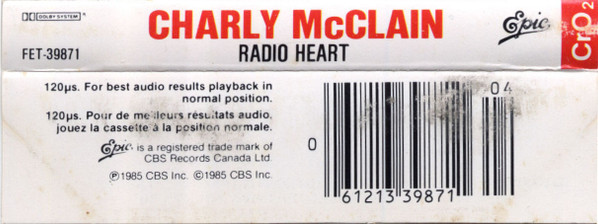 DOLBY SYSTEM
CHARLY McCLAIN
Epic
CrO2
FET-39871
RADIO HEART
120µs. For best audio results playback in
normal position.
120µs. Pour de meilleurs résultats audio,
jouez la cassette à la position normale.
Epic is a registered trade mark of
CBS Records Canada Ltd.
Ⓟ1985 CBS Inc. ©1985 CBS Inc.
04
0
61213 39871